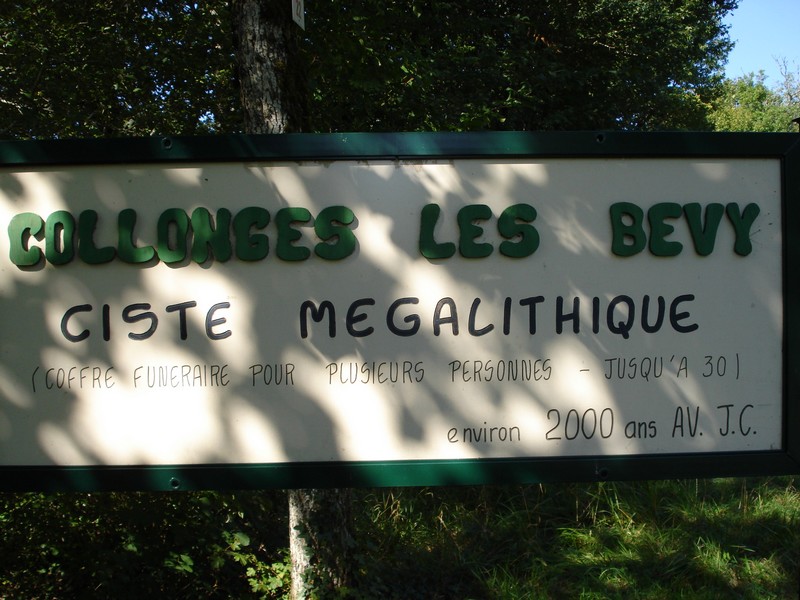 COLLONGES LES BEVY
CISTE MEGALITHIQUE
(COFFRE FUNERAIRE POUR PLUSIEURS PERSONNES - JUSQU'A 30)
environ 2000 ans AV. J.C.